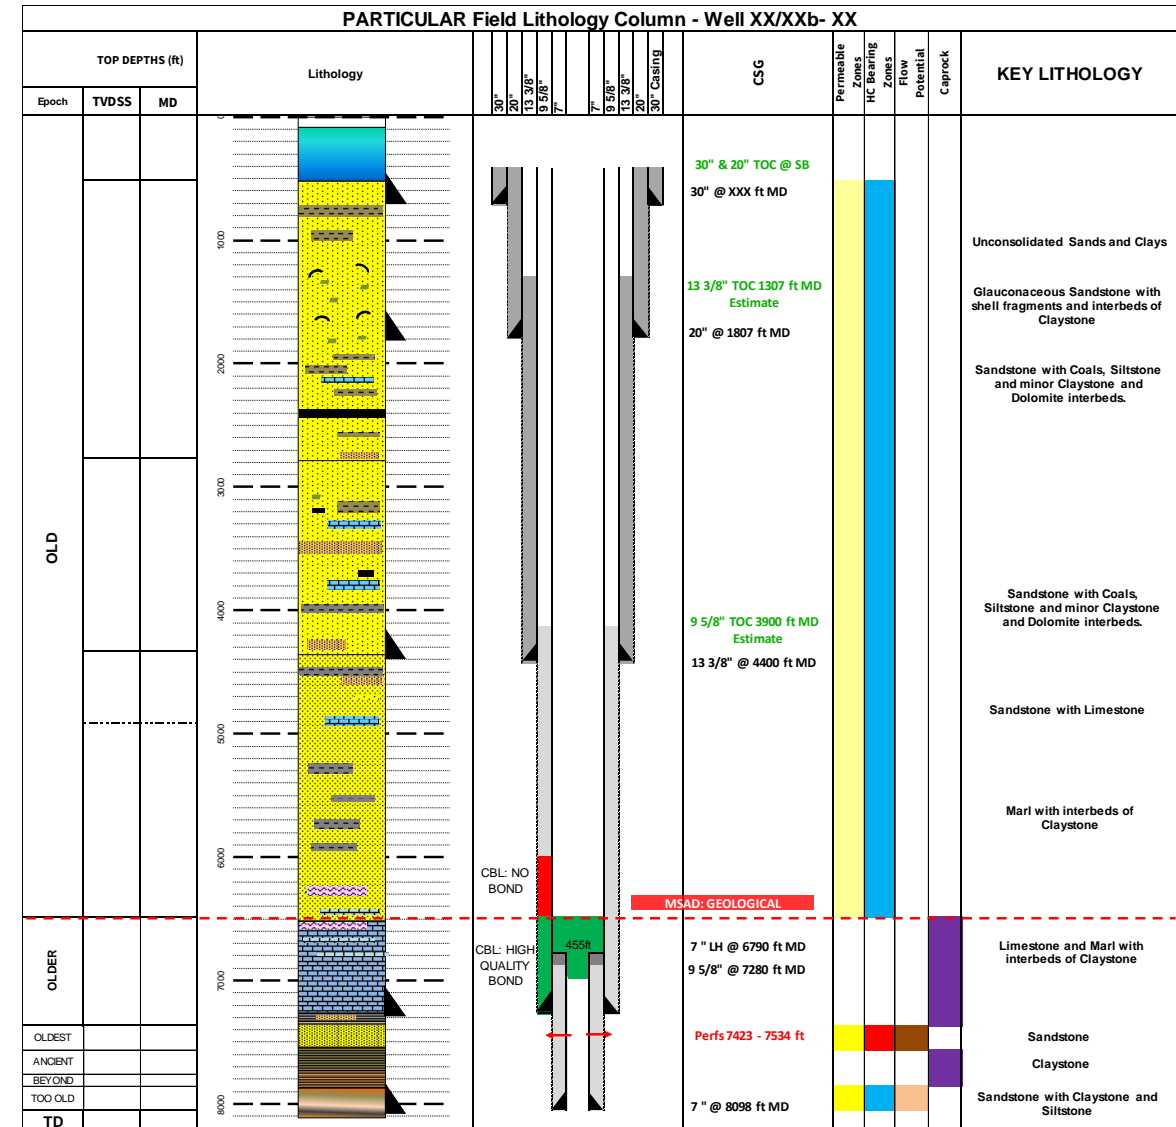 PARTICULAR Field Lithology Column - Well XX/XXb- XX
TOP DEPTHS (ft)
Epoch
TVDSS
MD
Lithology
30"
20"
13 3/8"
9 5/8"
7"
7"
9 5/8"
13 3/8"
20"
30" Casing
CSG
Permeable
Zones
HC Bearing
Zones
Flow
Potential
Caprock
KEY LITHOLOGY
0
1000
2000
3000
4000
5000
6000
7000
8000
30" & 20" TOC @ SB
30" @ XXX ft MD
Unconsolidated Sands and Clays
13 3/8" TOC 1307 ft MD
Estimate
Glauconaceous Sandstone with
shell fragments and interbeds of
Claystone
20" @ 1807 ft MD
Sandstone with Coals, Siltstone
and minor Claystone and
Dolomite interbeds.
OLD
Sandstone with Coals,
Siltstone and minor Claystone
and Dolomite interbeds.
9 5/8" TOC 3900 ft MD
Estimate
13 3/8" @ 4400 ft MD
Sandstone with Limestone
Marl with interbeds of
Claystone
CBL: NO
BOND
MSAD: GEOLOGICAL
OLDER
CBL: HIGH
QUALITY
BOND
455ft
7 " LH @ 6790 ft MD
9 5/8" @ 7280 ft MD
Limestone and Marl with
interbeds of Claystone
OLDEST
Perfs 7423 - 7534 ft
Sandstone
ANCIENT
Claystone
BEYOND
TOO OLD
7 " @ 8098 ft MD
Sandstone with Claystone and
Siltstone
TD